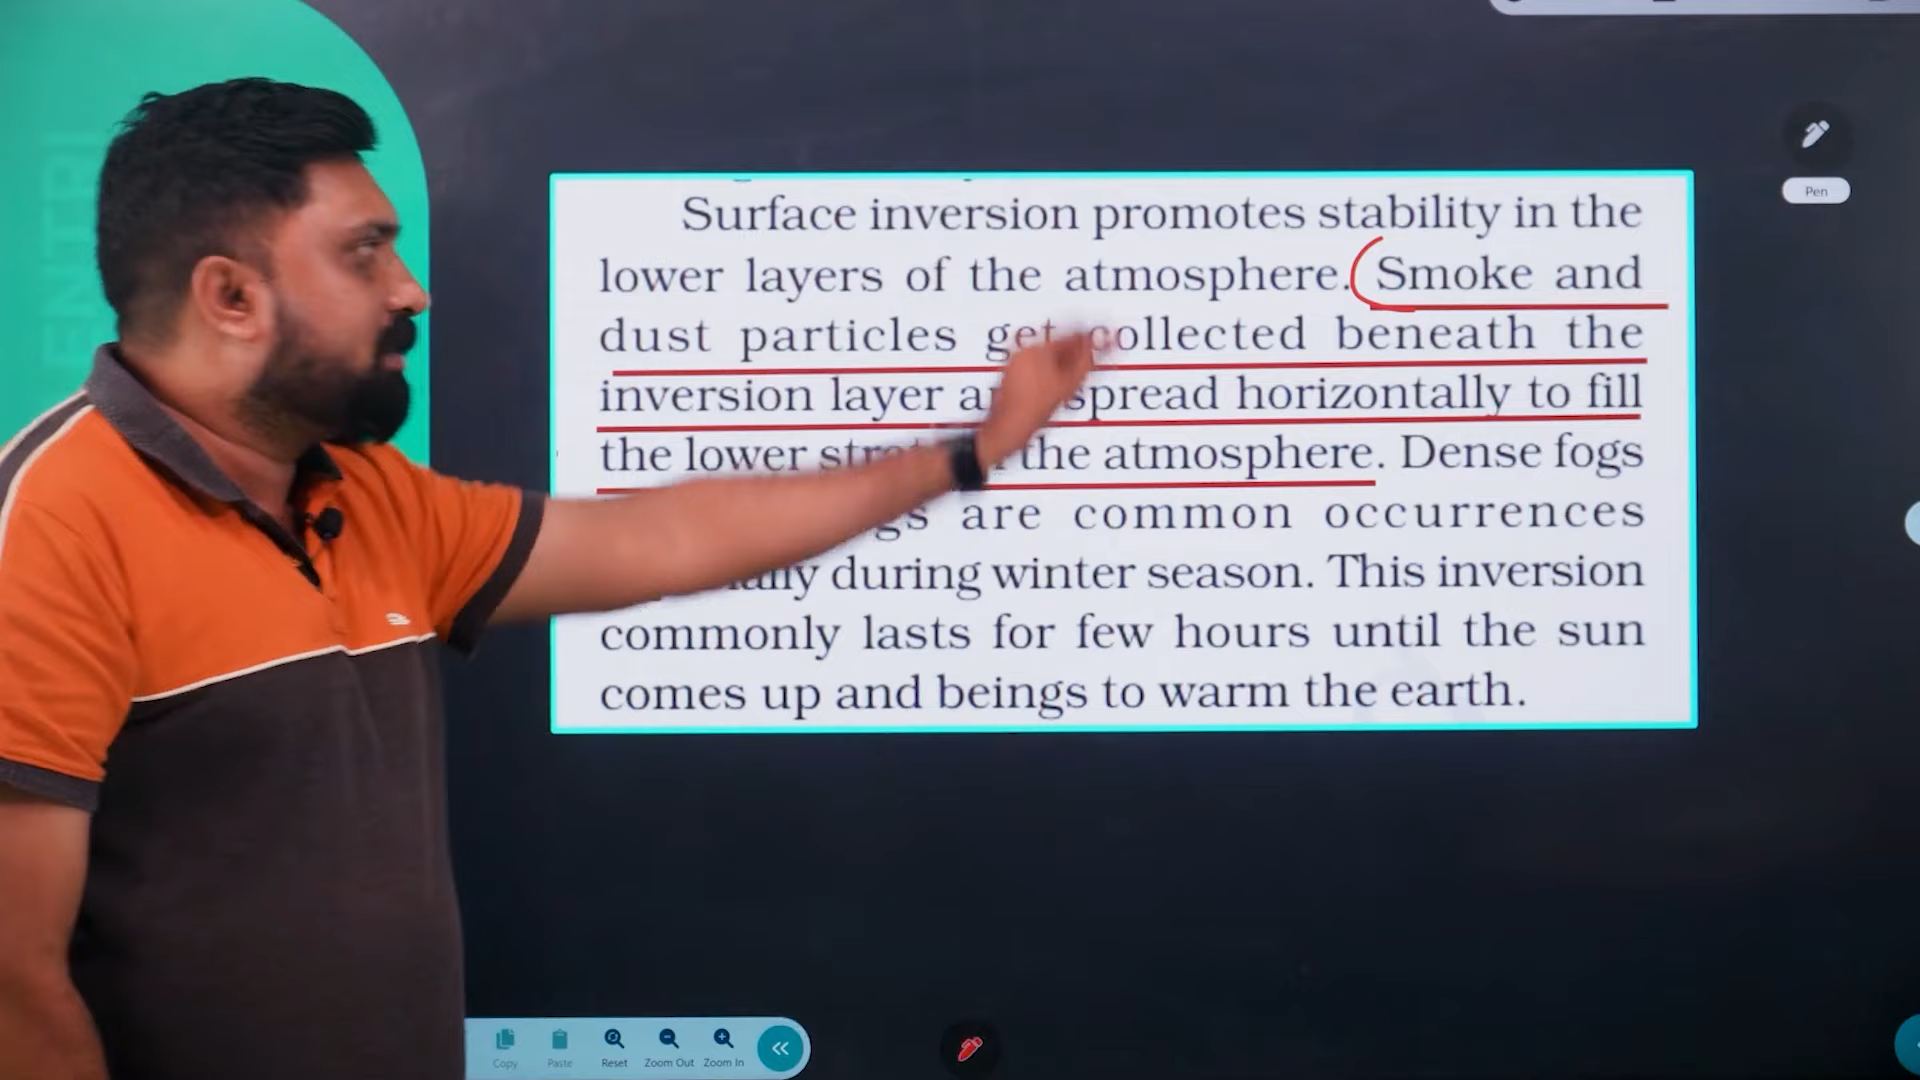 ENTRI
Pen
Surface inversion promotes stability in the
lower layers of the atmosphere. Smoke and
dust particles get collected beneath the
inversion layer spread horizontally to fill
the lower the atmosphere. Dense fogs
are common occurrences
during winter season. This inversion
commonly lasts for few hours until the sun
comes up and beings to warm the earth.
Copy Paste Reset Zoom Out Zoom In